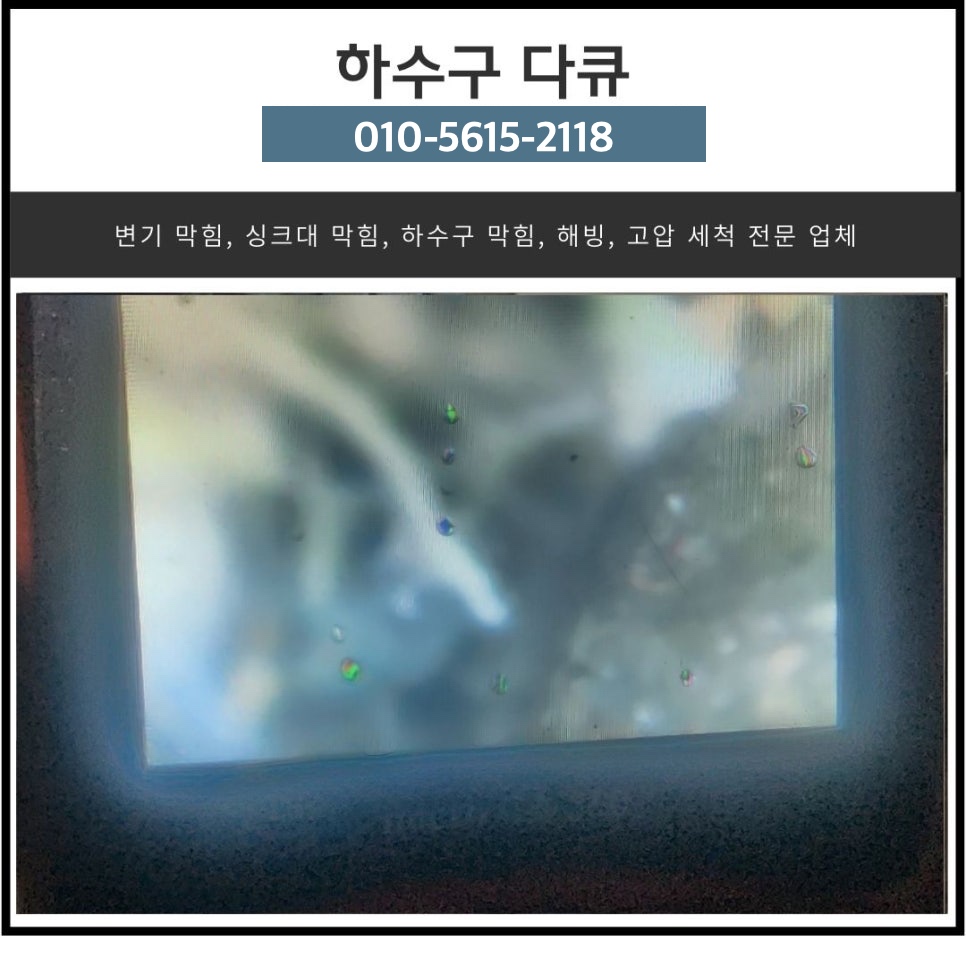 하수구 다큐
010-5615-2118
변기 막힘, 싱크대 막힘, 하수구 막힘, 해빙, 고압 세척 전문 업체